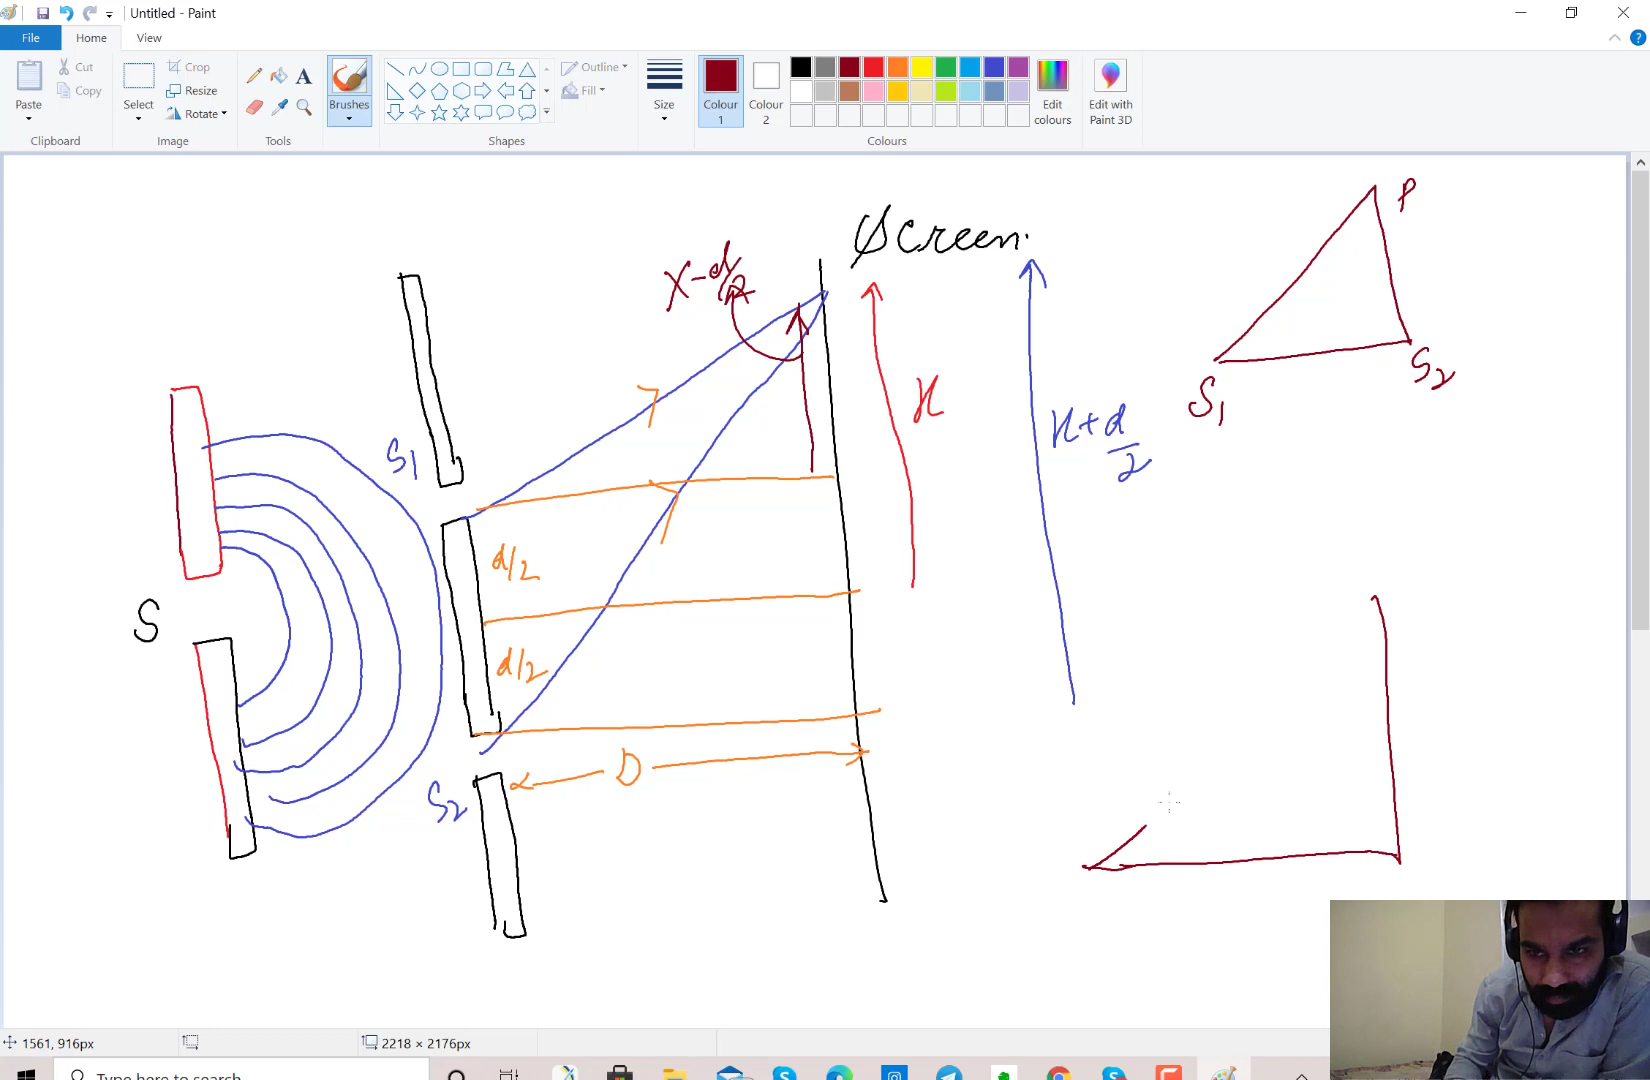 Untitled - Paint
File
Home
View
Paste
Cut
Copy
Clipboard
Select
Crop
Resize
Rotate
Image
Tools
Brushes
Shapes
Outline
Fill
Size
Colour 1
Colour 2
Edit colours
Edit with Paint 3D
Colours
Screen.
P
X-d/2
S1
S2
x
x+d/2
S1
d/2
S
d/2
D
S2
1561, 916px
2218 × 2176px
Type here to search